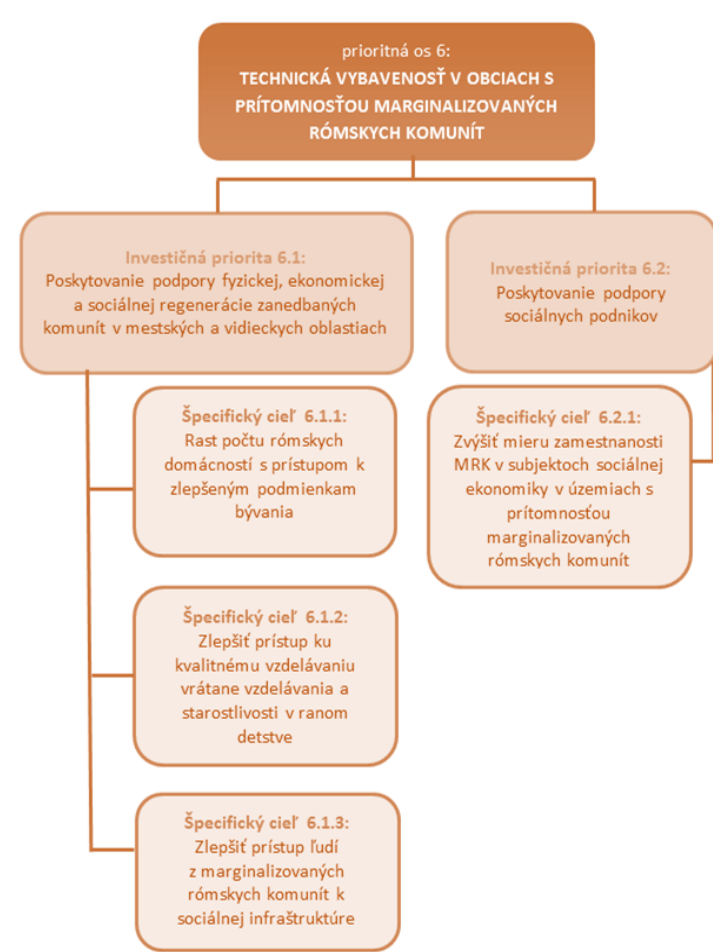 prioritná os 6:
TECHNICKÁ VYBAVENOSŤ V OBCIACH S
PRÍTOMNOSŤOU MARGINALIZOVANÝCH
RÓMSKYCH KOMUNÍT
Investičná priorita 6.1:
Poskytovanie podpory fyzickej, ekonomickej
a sociálnej regenerácie zanedbaných
komunít v mestských a vidieckych oblastiach
Investičná priorita 6.2:
Poskytovanie podpory
sociálnych podnikov
Špecifický cieľ 6.1.1:
Rast počtu rómskych
domácností s prístupom k
zlepšeným podmienkam
bývania
Špecifický cieľ 6.2.1:
Zvýšiť mieru zamestnanosti
MRK v subjektoch sociálnej
ekonomiky v územiach s
prítomnosťou
marginalizovaných
rómskych komunít
Špecifický cieľ 6.1.2:
Zlepšiť prístup ku
kvalitnému vzdelávaniu
vrátane vzdelávania a
starostlivosti v ranom
detstve
Špecifický cieľ 6.1.3:
Zlepšiť prístup ľudí
z marginalizovaných
rómskych komunít k
sociálnej infraštruktúre